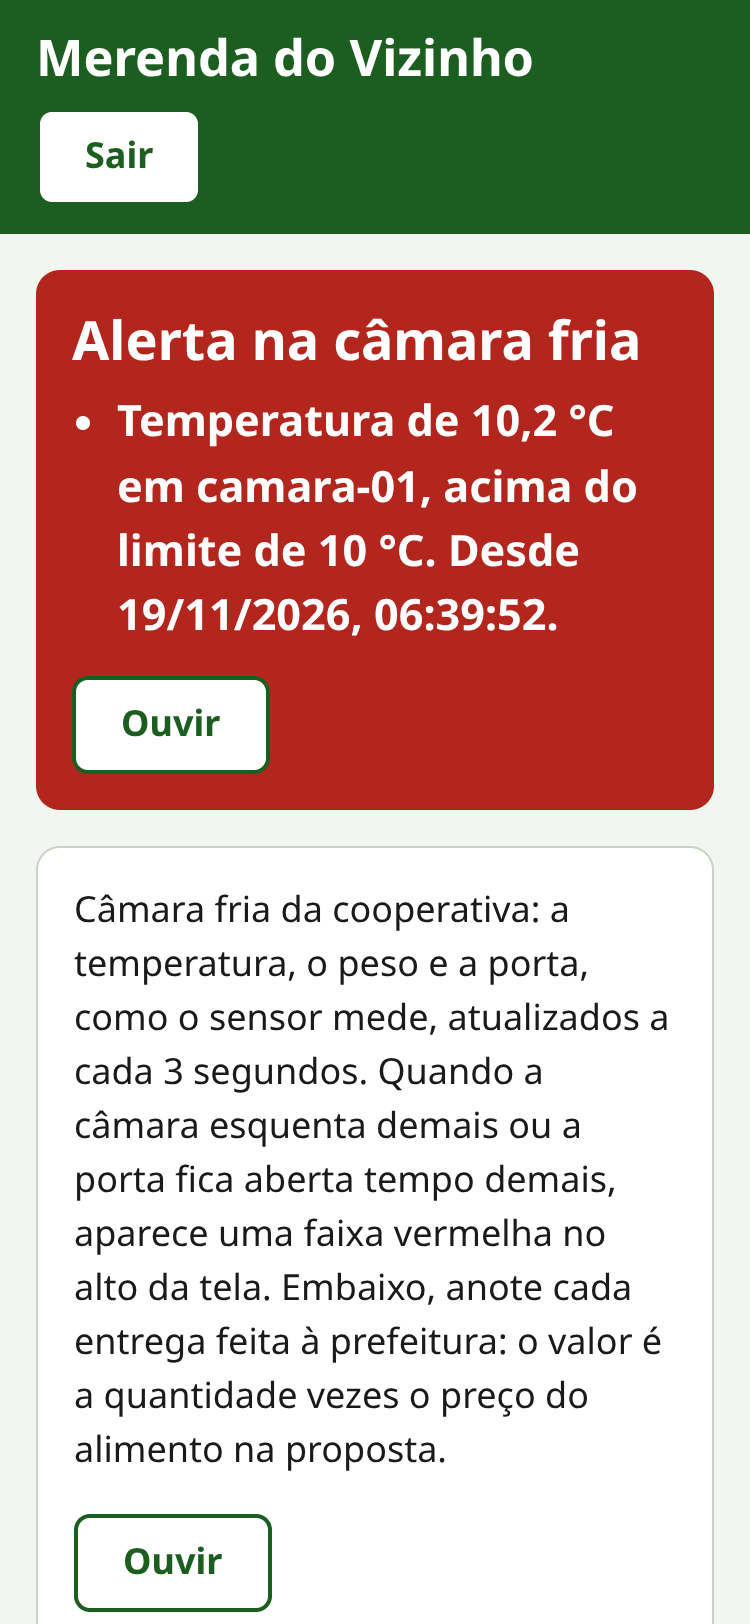 Merenda do Vizinho
Sair
Alerta na câmara fria
• Temperatura de 10,2 °C
em camara-01, acima do
limite de 10 °C. Desde
19/11/2026, 06:39:52.
Ouvir
Câmara fria da cooperativa: a
temperatura, o peso e a porta,
como o sensor mede, atualizados a
cada 3 segundos. Quando a
câmara esquenta demais ou a
porta fica aberta tempo demais,
aparece uma faixa vermelha no
alto da tela. Embaixo, anote cada
entrega feita à prefeitura: o valor é
a quantidade vezes o preço do
alimento na proposta.
Ouvir